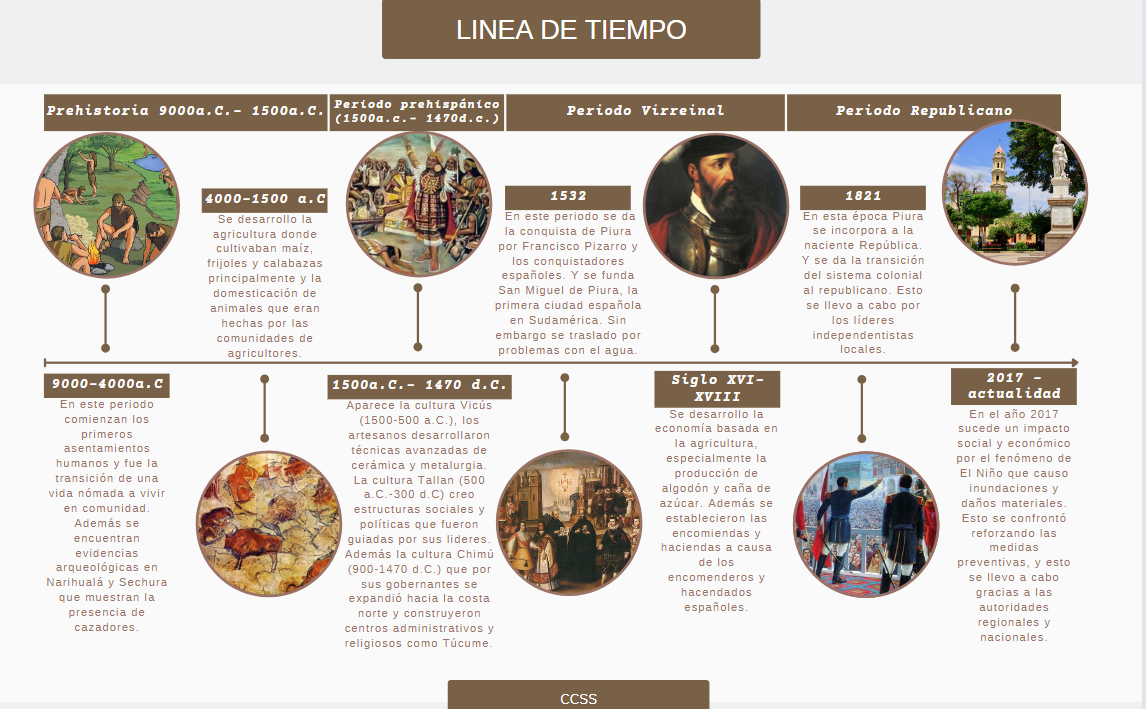 LINEA DE TIEMPO
Prehistoria 9000a.C.- 1500a.C.
Periodo prehispánico
(1500a.c.- 1470d.c.)
Periodo Virreinal
Periodo Republicano
4000-1500 a.C
Se desarrollo la
agricultura donde
cultivaban maíz,
frijoles y calabazas
principalmente y la
domesticación de
animales que eran
hechas por las
comunidades de
agricultores.
1532
En este periodo se da
la conquista de Piura
por Francisco Pizarro y
los conquistadores
españoles. Y se funda
San Miguel de Piura, la
primera ciudad española
en Sudamérica. Sin
embargo se traslado por
problemas con el agua.
1821
En esta época Piura
se incorpora a la
naciente República.
Y se da la transición
del sistema colonial
al republicano. Esto
se llevo a cabo por
los líderes
independentistas
locales.
9000-4000a.C
En este periodo
comienzan los
primeros
asentamientos
humanos y fue la
transición de una
vida nómada a vivir
en comunidad.
Además se
encuentran
evidencias
arqueológicas en
Narihualá y Sechura
que muestran la
presencia de
cazadores.
1500a.C.- 1470 d.C.
Aparece la cultura Vicús
(1500-500 a.C.), los
artesanos desarrollaron
técnicas avanzadas de
cerámica y metalurgia.
La cultura Tallan (500
a.C.-300 d.C) creo
estructuras sociales y
políticas que fueron
guiadas por sus lideres.
Además la cultura Chimú
(900-1470 d.C.) que por
sus gobernantes se
expandió hacia la costa
norte y construyeron
centros administrativos y
religiosos como Túcume.
Siglo XVI-
XVIII
Se desarrollo la
economía basada en
la agricultura,
especialmente la
producción de
algodón y caña de
azúcar. Además se
establecieron las
encomiendas y
haciendas a causa
de los
encomenderos y
hacendados
españoles.
2017 -
actualidad
En el año 2017
sucede un impacto
social y económico
por el fenómeno de
El Niño que causo
inundaciones y
daños materiales.
Esto se confrontó
reforzando las
medidas
preventivas, y esto
se llevo a cabo
gracias a las
autoridades
regionales y
nacionales.
CCSS